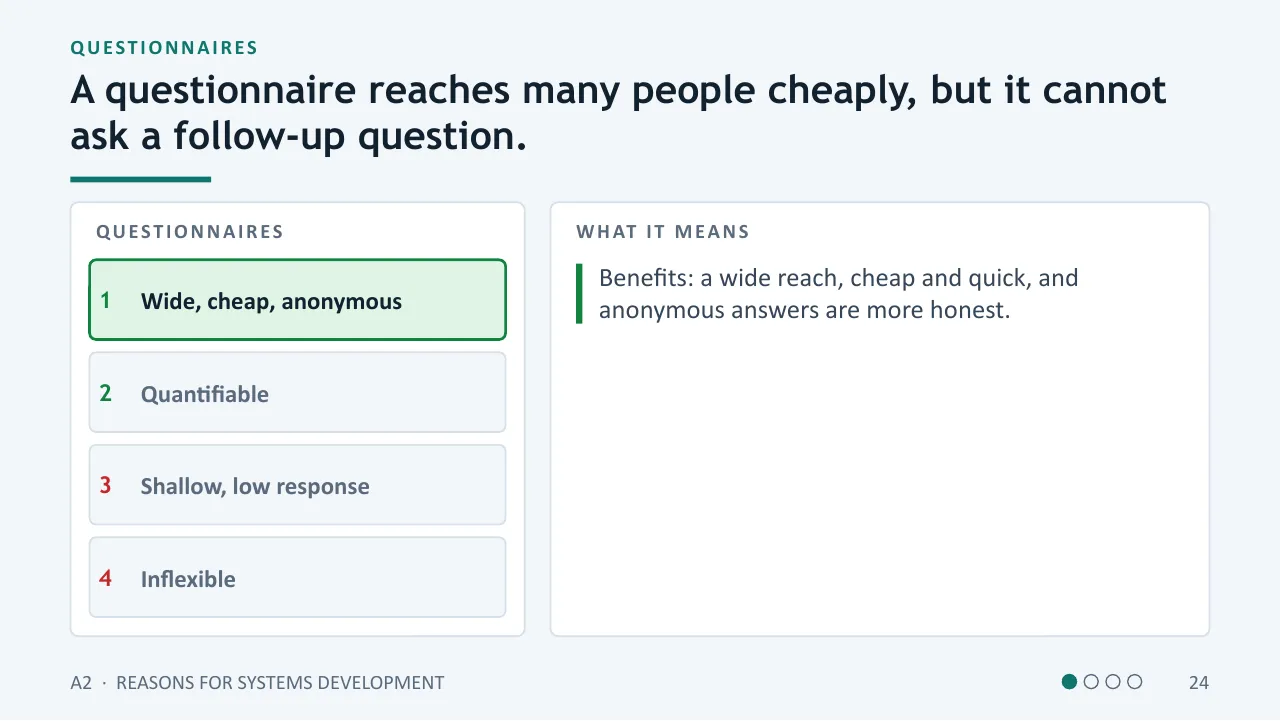 QUESTIONNAIRES
A questionnaire reaches many people cheaply, but it cannot
ask a follow-up question.
QUESTIONNAIRES
1 Wide, cheap, anonymous
2 Quantifiable
3 Shallow, low response
4 Inflexible
WHAT IT MEANS
Benefits: a wide reach, cheap and quick, and
anonymous answers are more honest.
A2 · REASONS FOR SYSTEMS DEVELOPMENT
24